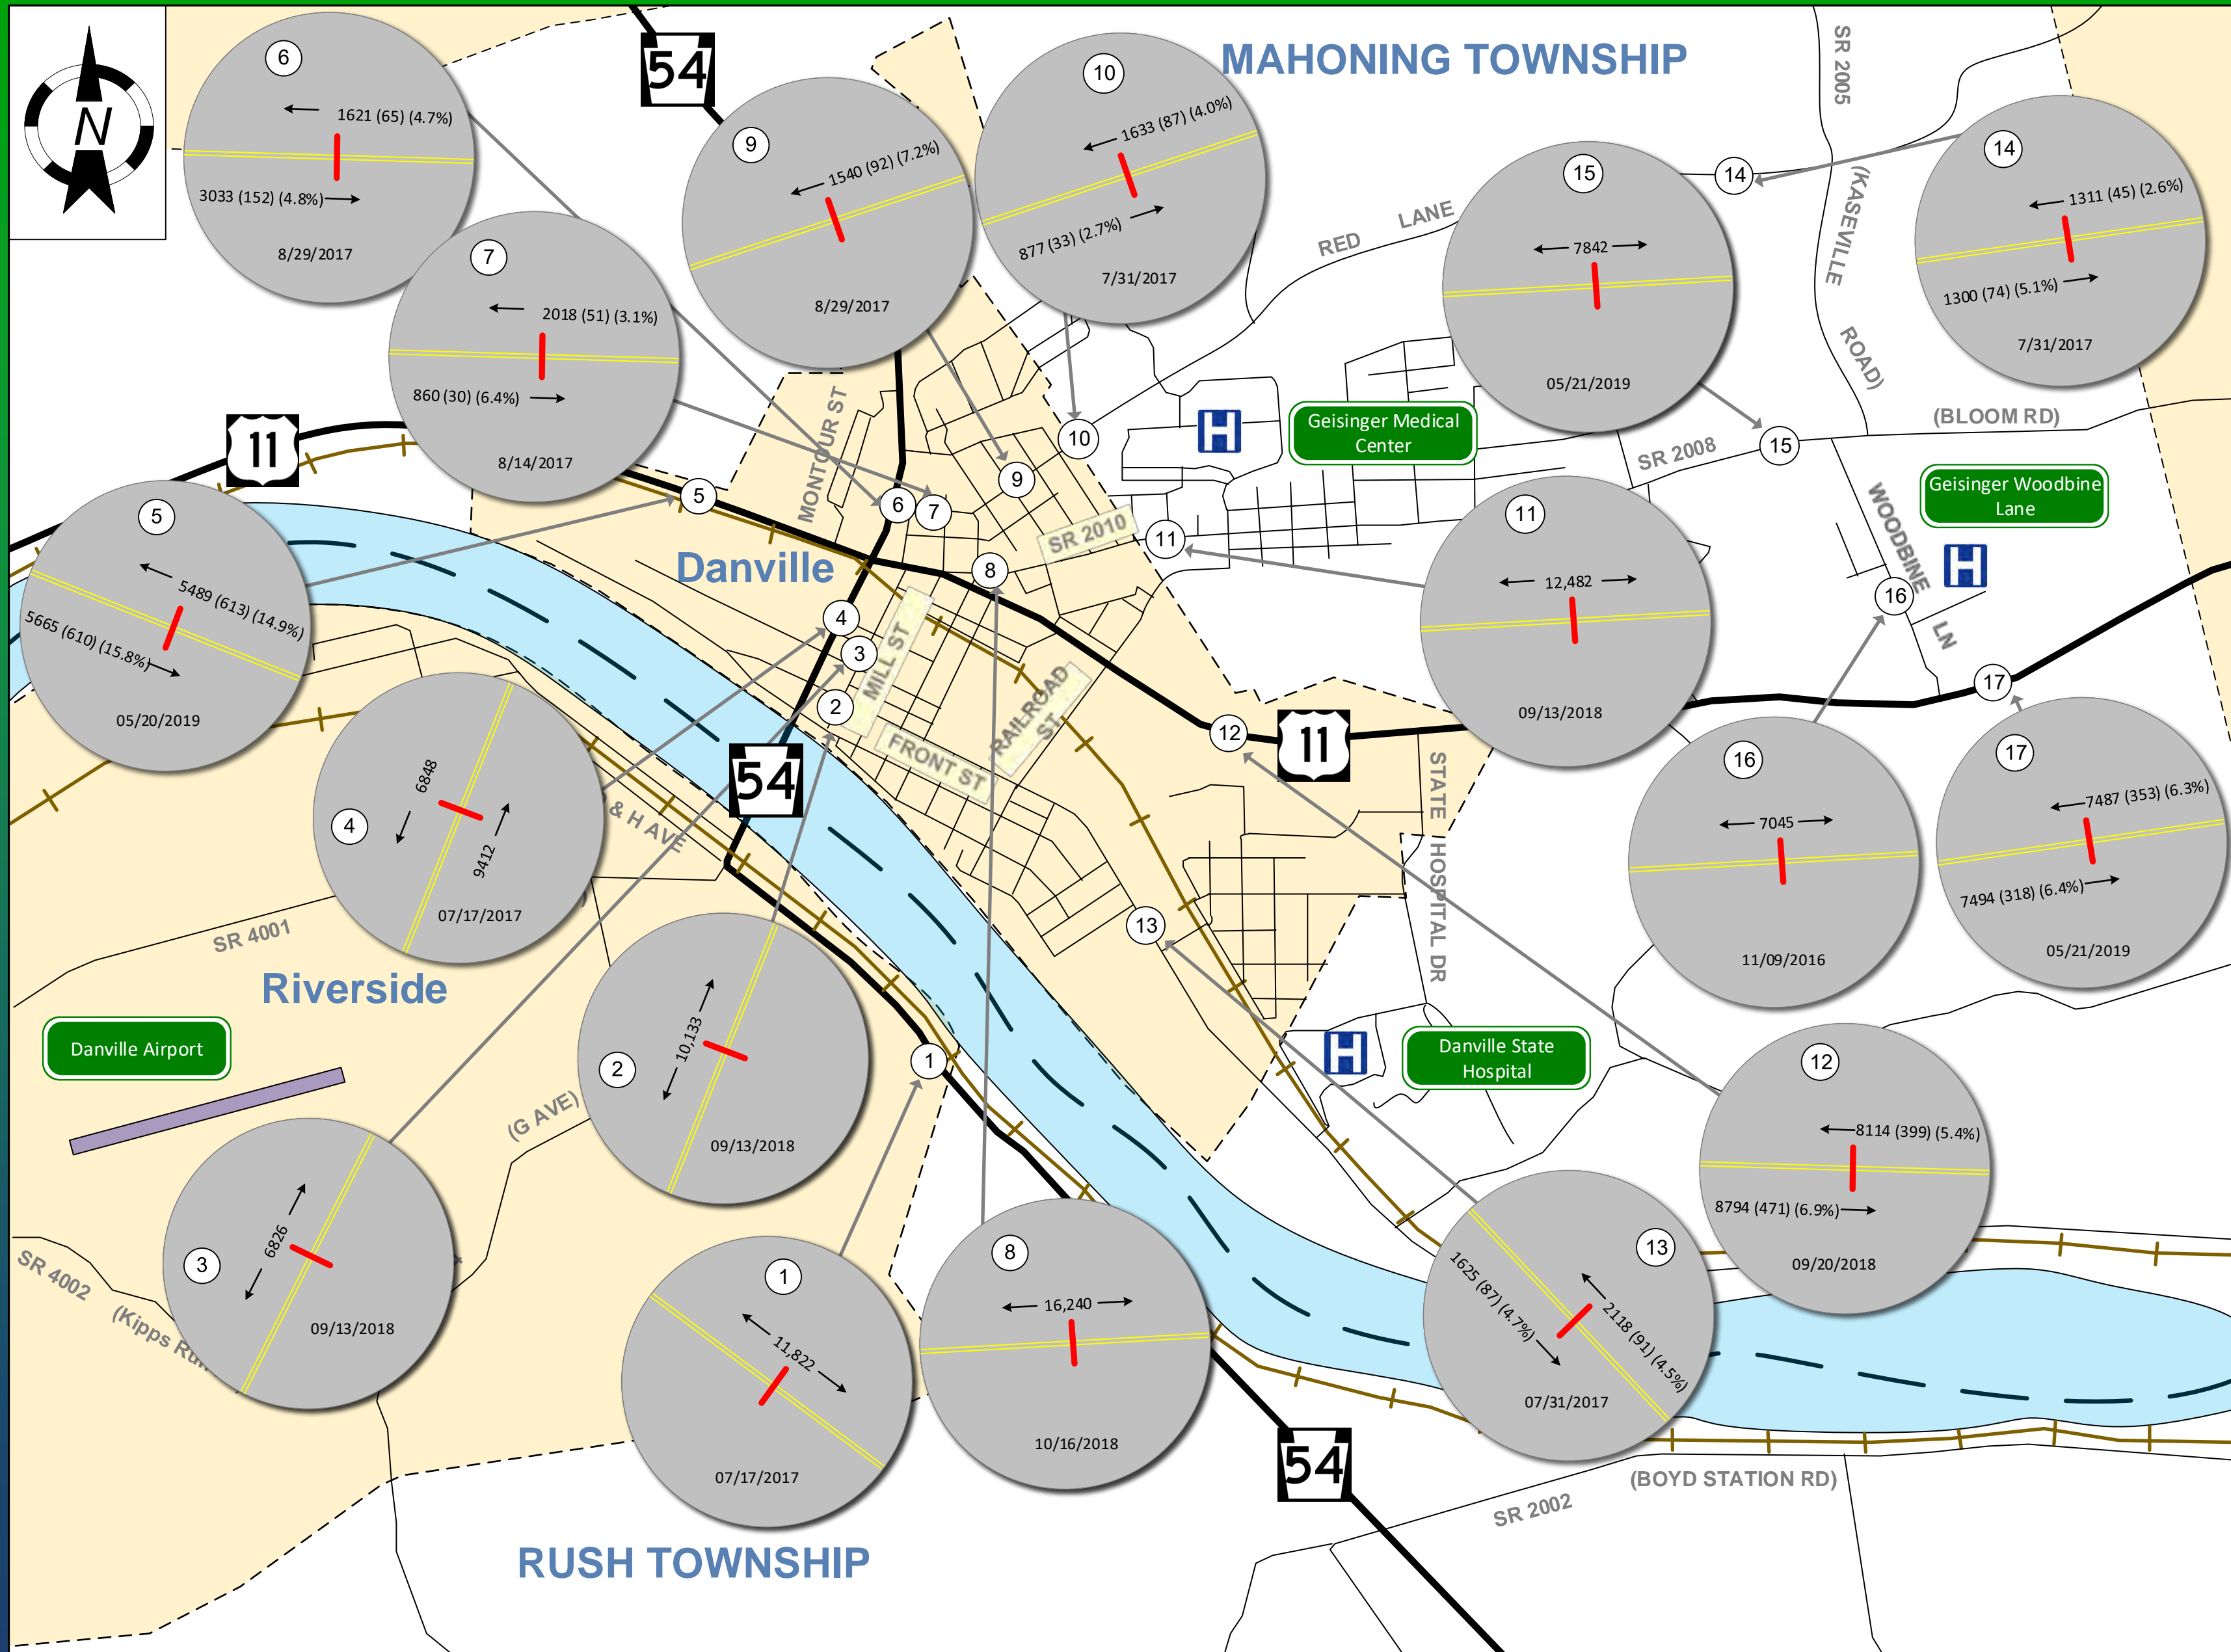 N
54
MAHONING TOWNSHIP
SR 2005
(KASEVILLE
ROAD)
6
1621 (65) (4.7%)
3033 (152) (4.8%)
8/29/2017
7
2018 (51) (3.1%)
860 (30) (6.4%)
8/14/2017
9
1540 (92) (7.2%)
8/29/2017
10
1633 (87) (4.0%)
877 (33) (2.7%)
7/31/2017
15
7842
05/21/2019
14
14
1311 (45) (2.6%)
1300 (74) (5.1%)
7/31/2017
RED LANE
MONTOUR ST
11
Geisinger Medical
Center
10
9
SR 2008
15
(BLOOM RD)
Geisinger Woodbine
Lane
H
H
WOODBINE
LN
16
17
5
5489 (613) (14.9%)
5665 (610) (15.8%)
05/20/2019
5
6
7
8
SR 2010
11
Danville
4
3
2
MILL ST
FRONT ST
RAILROAD
ST
12
11
11
12,482
09/13/2018
STATE HOSPITAL DR
16
7045
11/09/2016
17
7487 (353) (6.3%)
7494 (318) (6.4%)
05/21/2019
4
6848
9412
07/17/2017
54
& H AVE
SR 4001
Riverside
Danville Airport
2
10,133
09/13/2018
(G AVE)
1
13
H
Danville State
Hospital
12
8114 (399) (5.4%)
8794 (471) (6.9%)
09/20/2018
3
6826
09/13/2018
SR 4002
(Kipps Run
1
11,822
07/17/2017
8
16,240
10/16/2018
13
1625 (87) (4.7%)
2118 (91) (4.5%)
07/31/2017
54
(BOYD STATION RD)
SR 2002
RUSH TOWNSHIP